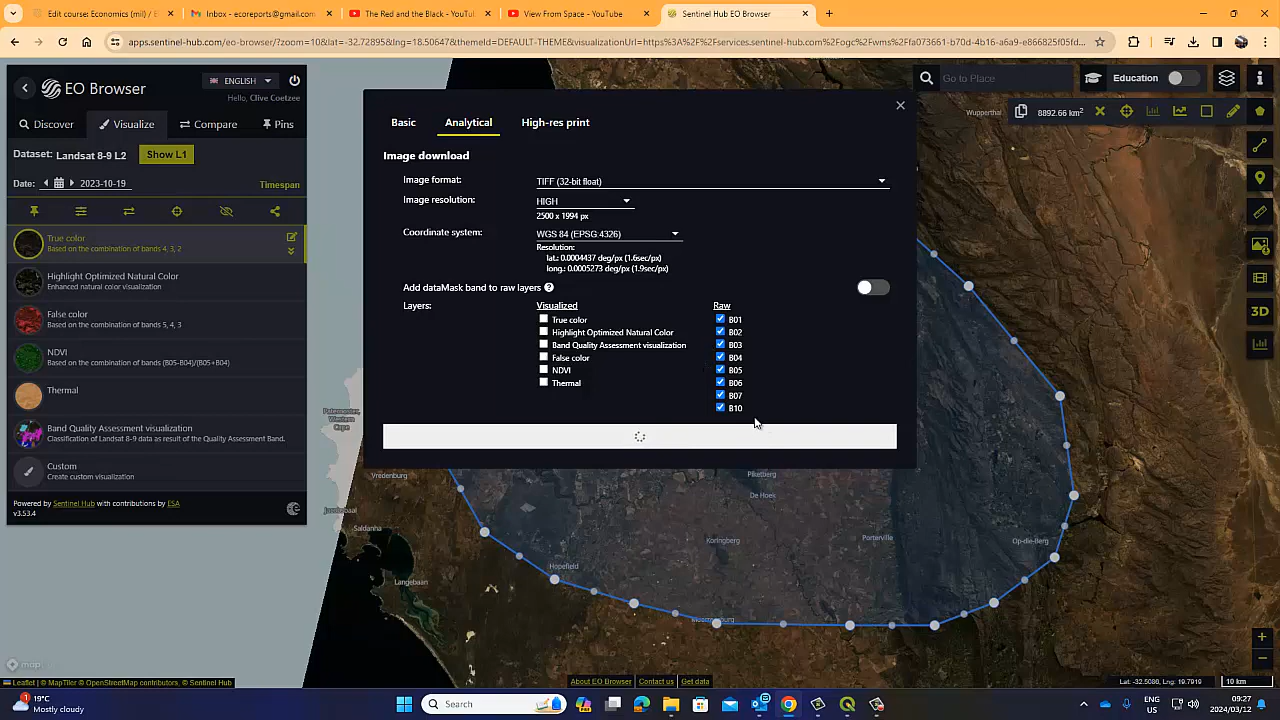 Edit course: Economics (mil) / E
Inbox - ecoreports@gmail.com
The Red and the Black - YouTub
View From Space - YouTube
Sentinel Hub EO Browser
apps.sentinel-hub.com/eo-browser/?zoom=10&lat=-32.72895&lng=18.50647&themeId=DEFAULT-THEME&visualizationUrl=https%3A%2F%2Fservices.sentinel-hub.com%2Fogc%2Fwms%2Ffa073661-b70d-4b16-a6a9-e866825f05fd...
EO Browser
ENGLISH
Hello, Clive Coetzee
Discover
Visualize
Compare
Pins
Dataset: Landsat 8-9 L2
Show L1
Date: 2023-10-19
Timespan
True color
Based on the combination of bands 4, 3, 2
Highlight Optimized Natural Color
Enhanced natural color visualization
False color
Based on bands 5, 4, 3
NDVI
Based on the combination of bands (B05-B04)/(B05+B04)
Thermal
Band Quality Assessment visualization
Classification of Landsat 8-9 data as result of the Quality Assessment Band.
Custom
Create custom visualization
Powered by Sentinel Hub with contributions by ESA
v3.53.4
Basic
Analytical
High-res print
Image download
Image format:
TIFF (32-bit float)
Image resolution:
HIGH
2500 x 1994 px
Coordinate system:
WGS 84 (EPSG:4326)
Resolution:
lat.: 0.0004437 deg/px (1.6sec/px)
long.: 0.0005273 deg/px (1.9sec/px)
Add dataMask band to raw layers
Layers:
Visualized
True color
Highlight Optimized Natural Color
Band Quality Assessment visualization
False color
NDVI
Thermal
Raw
B01
B02
B03
B04
B05
B06
B07
B10
Go to Place
Education
Wupperthal
8892.66 km²
3D
Paternoster,
Western
Cape
Vredenburg
Saldanha
Langebaan
Hopefield
Piketberg
De Hoek
Koringberg
Porterville
Op-die-Berg
Moorreesburg
map
Leaflet | © MapTiler © OpenStreetMap contributors, © Sentinel Hub
About EO Browser
Contact us
Get data
Lat: -32.5088, Lng: 19.7919
10 km
19°C
Mostly cloudy
Search
ENG
US
09:27
2024/03/12